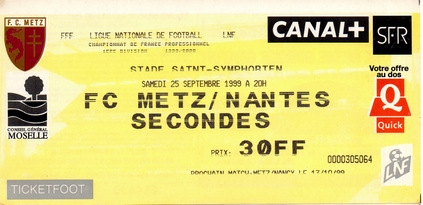 F.C. METZ
FFF LIGUE NATIONALE DE FOOTBALL LNF
CHAMPIONNAT DE FRANCE PROFESSIONNEL
1ERE DIVISION 1999/2000
CANAL+
SFR
STADE SAINT-SYMPHORIEN
SAMEDI 25 SEPTEMBRE 1999 A 20H
FC METZ/NANTES
SECONDES
PRIX- 30FF
0000305064
PROCHAIN MATCH-METZ/NANCY LE 17/10/99
CONSEIL GÉNÉRAL
MOSELLE
Votre offre
au dos
Q
Quick
LNF
TICKETFOOT